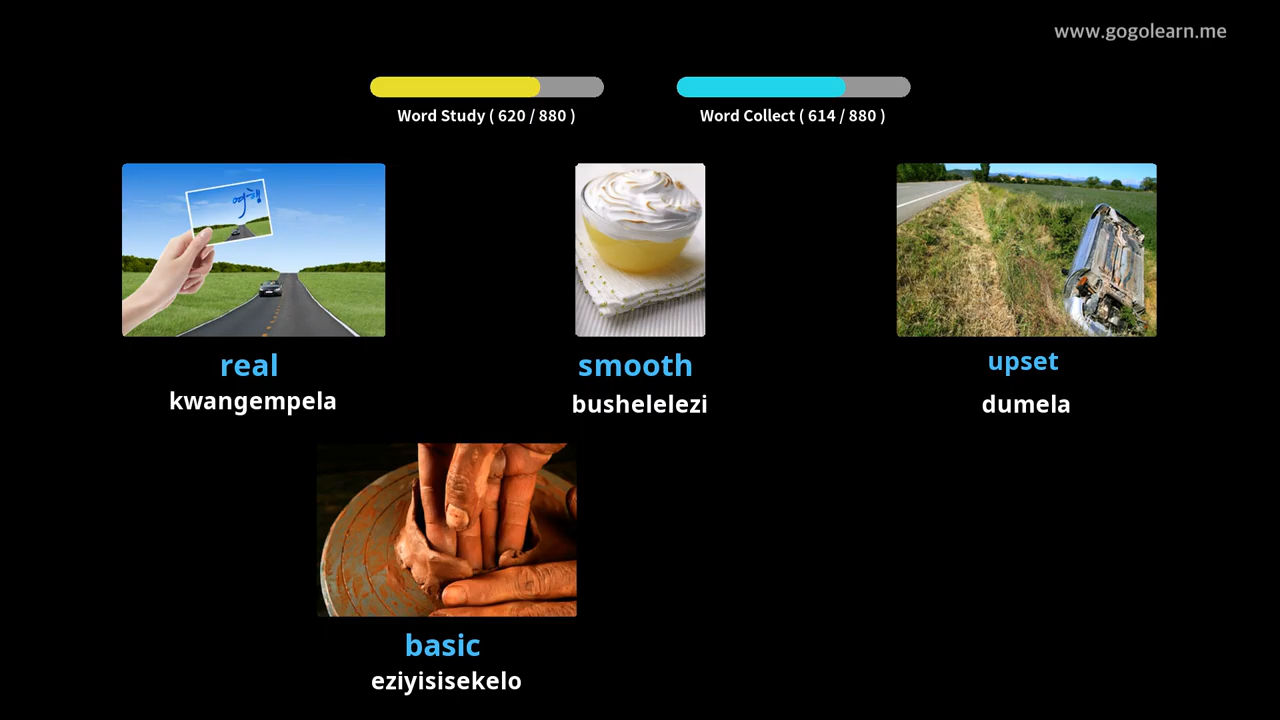 www.gogolearn.me
Word Study ( 620 / 880 )
Word Collect ( 614 / 880 )
real
kwangempela
smooth
bushelelezi
upset
dumela
basic
eziyisisekelo